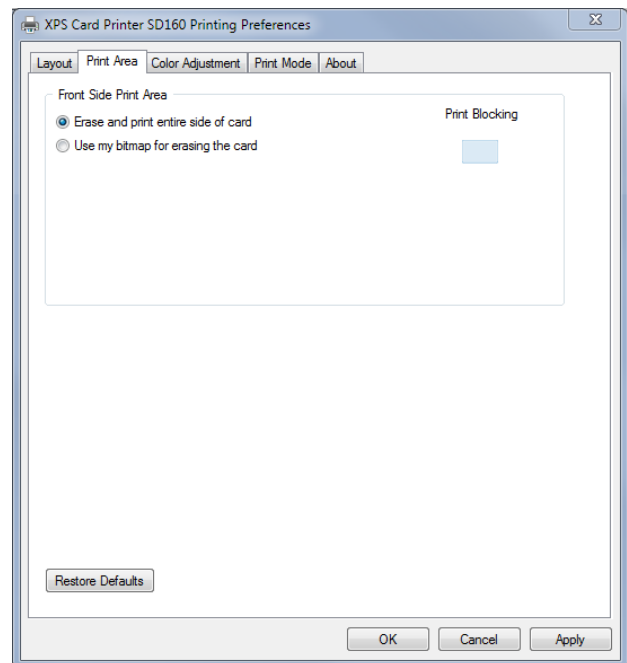 XPS Card Printer SD160 Printing Preferences
Layout Print Area Color Adjustment Print Mode About
Front Side Print Area
Erase and print entire side of card
Print Blocking
Use my bitmap for erasing the card
Restore Defaults
OK Cancel Apply